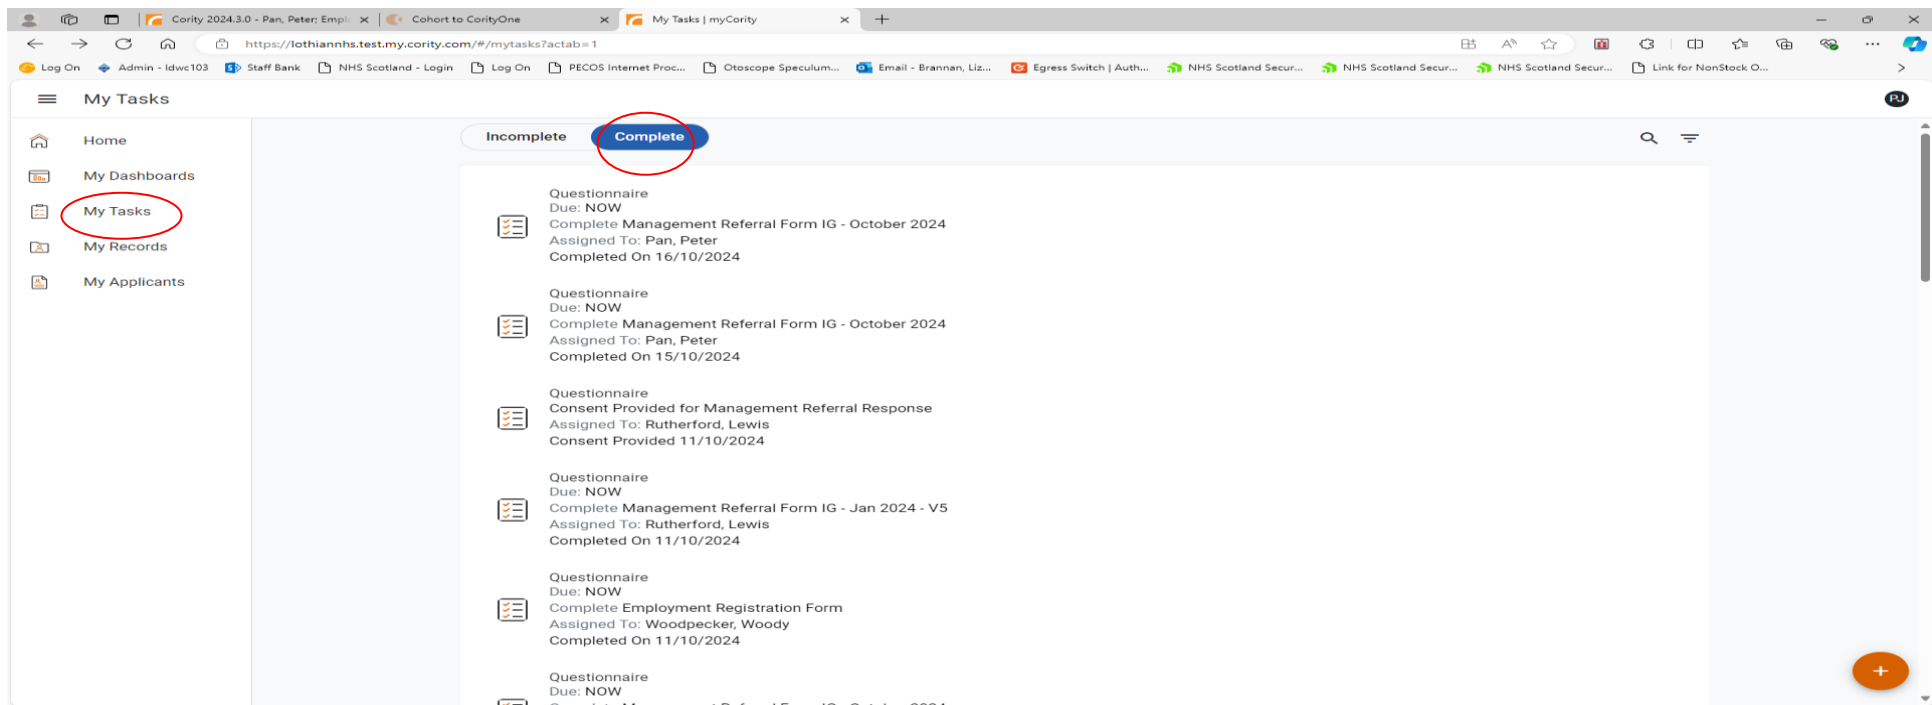 Cority 2024.3.0 - Pan, Peter; Empl
Cohort to CorityOne
My Tasks | myCority
https://lothiannhs.test.my.cority.com/#/mytasks?actab=1
Log On
Admin - ldwc103
Staff Bank
NHS Scotland - Login
Log On
PECOS Internet Proc...
Otoscope Speculum...
Email - Brannan, Liz...
Egress Switch | Auth...
NHS Scotland Secur...
NHS Scotland Secur...
NHS Scotland Secur...
Link for NonStock O...
My Tasks
PJ
Home
My Dashboards
My Tasks
My Records
My Applicants
Incomplete
Complete
Questionnaire
Due: NOW
Complete Management Referral Form IG - October 2024
Assigned To: Pan, Peter
Completed On 16/10/2024
Questionnaire
Due: NOW
Complete Management Referral Form IG - October 2024
Assigned To: Pan, Peter
Completed On 15/10/2024
Questionnaire
Consent Provided for Management Referral Response
Assigned To: Rutherford, Lewis
Consent Provided 11/10/2024
Questionnaire
Due: NOW
Complete Management Referral Form IG - Jan 2024 - V5
Assigned To: Rutherford, Lewis
Completed On 11/10/2024
Questionnaire
Due: NOW
Complete Employment Registration Form
Assigned To: Woodpecker, Woody
Completed On 11/10/2024
Questionnaire
Due: NOW
Complete Management Referral Form IG - October 2024